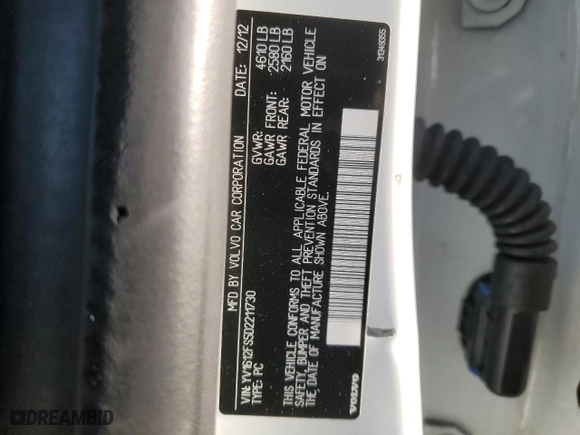 MFD BY VOLVO CAR CORPORATION DATE: 12/12
GVWR: 4610 LB
GAWR FRONT: 2580 LB
GAWR REAR: 2160 LB
VIN: YV1612FS5D2211730
TYPE: PC
THIS VEHICLE CONFORMS TO ALL APPLICABLE FEDERAL MOTOR VEHICLE
SAFETY, BUMPER AND THEFT PREVENTION STANDARDS IN EFFECT ON
THE DATE OF MANUFACTURE SHOWN ABOVE.
VOLVO
© DREAMBID